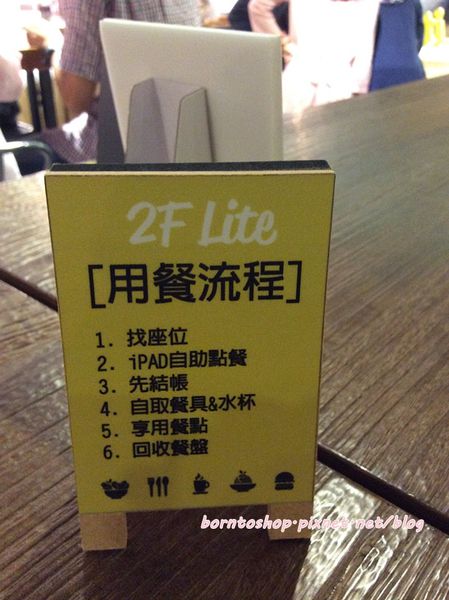 2F Lite
[用餐流程]
1. 找座位
2. iPAD自助點餐
3. 先結帳
4. 自取餐具&水杯
5. 享用餐點
6. 回收餐盤
borntoshop.pixnet.net/blog